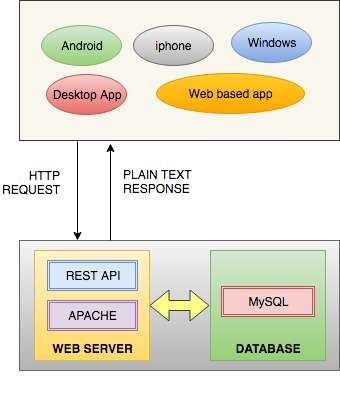 Android
iphone
Windows
Desktop App
Web based app
HTTP
REQUEST
PLAIN TEXT
RESPONSE
REST API
APACHE
WEB SERVER
MySQL
DATABASE